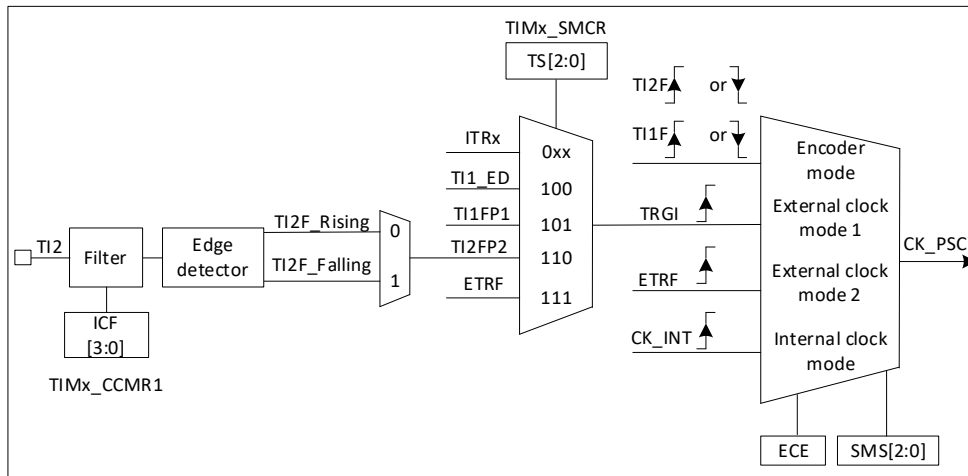 TIMx_SMCR
TS[2:0]
TI2F or
TI1F or
ITRx
0xx
Encoder
mode
TI1_ED
100
TI2F_Rising
0
TI1FP1
101
TRGI
External clock
mode 1
TI2
Filter
Edge
detector
TI2F_Falling
1
TI2FP2
110
CK_PSC
ETRF
111
ETRF
External clock
mode 2
ICF
[3:0]
CK_INT
Internal clock
mode
TIMx_CCMR1
ECE
SMS[2:0]